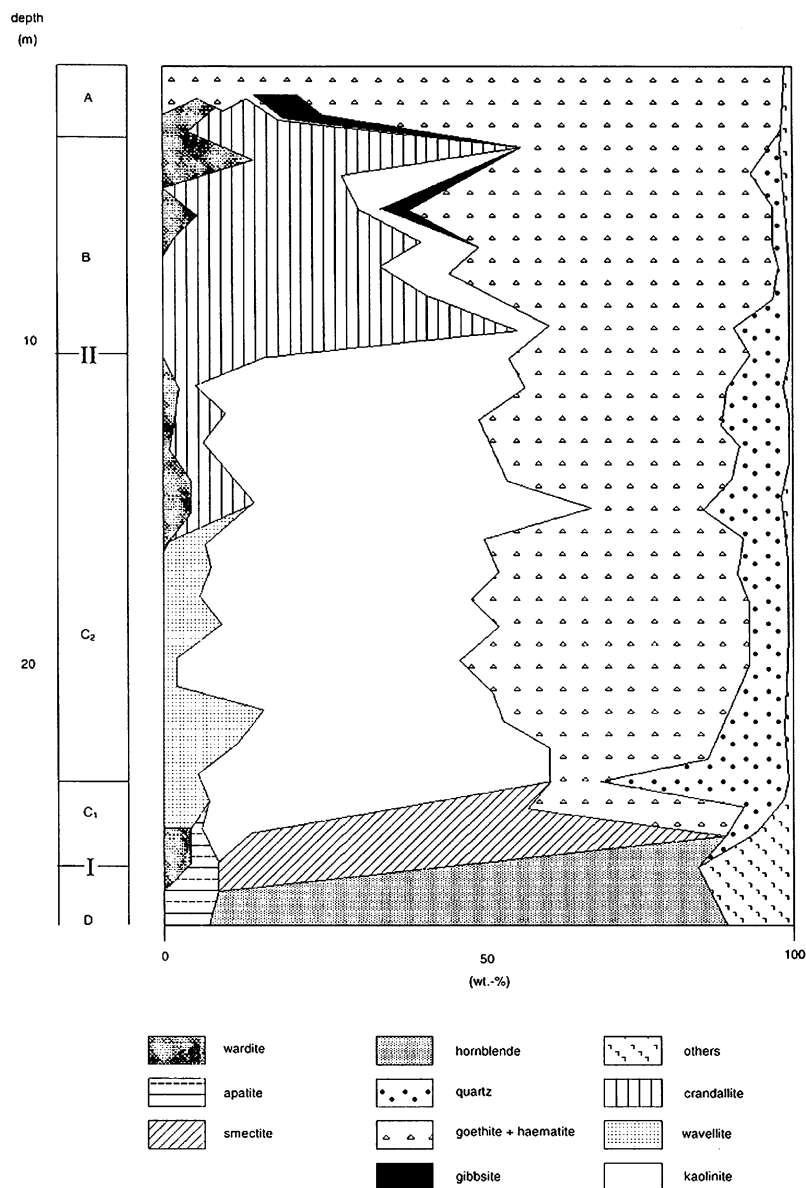 depth
(m)
A
B
10
II
C₂
20
C₁
I
D
0
50
100
(wt.-%)
wardite
hornblende
others
apatite
quartz
crandallite
smectite
goethite + haematite
wavellite
gibbsite
kaolinite